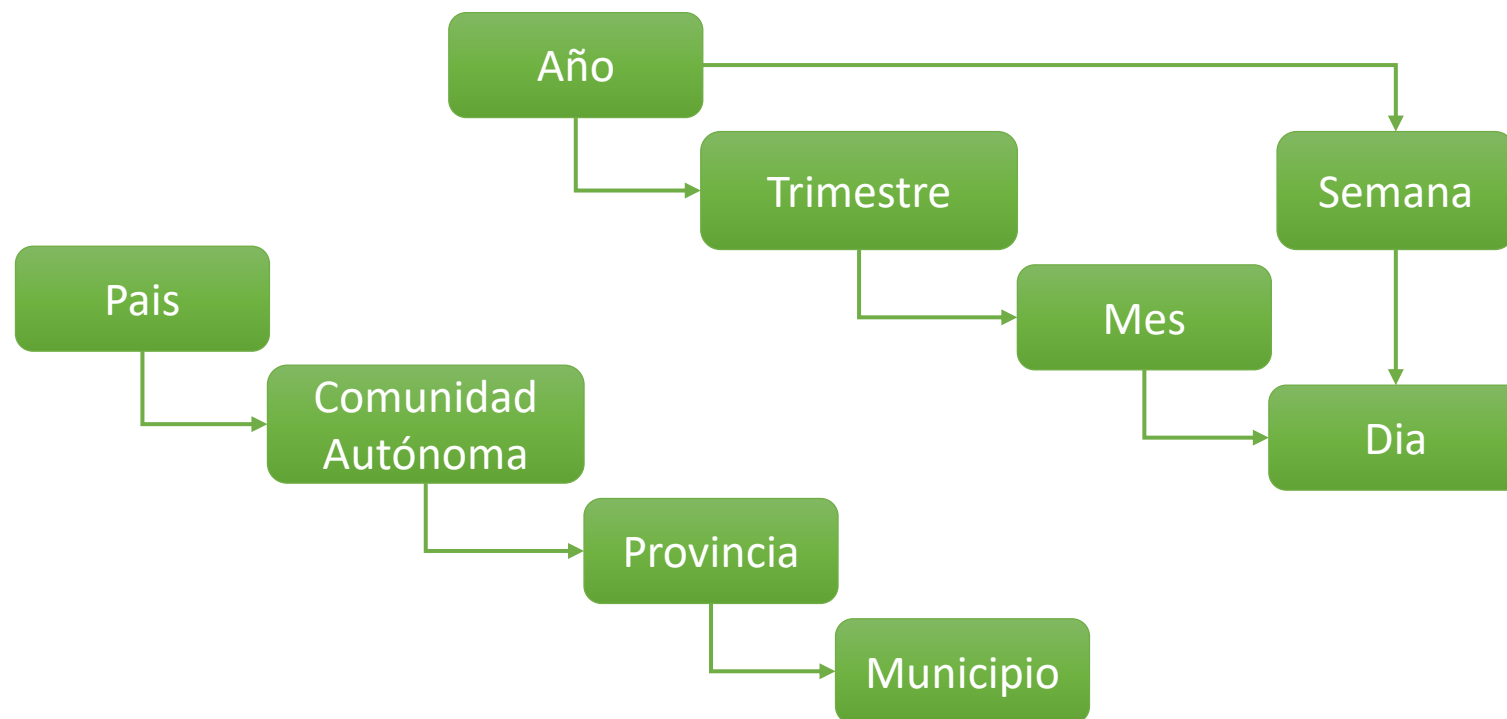 Año
Trimestre
Semana
Pais
Mes
Comunidad
Autónoma
Dia
Provincia
Municipio